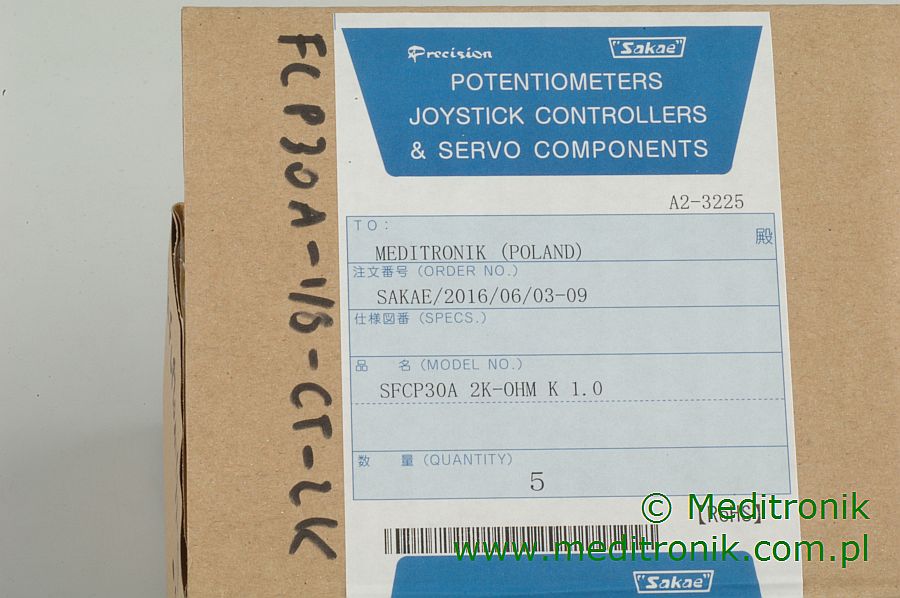 FCP30A-1/8-CT-2K
Precision Sakae
POTENTIOMETERS
JOYSTICK CONTROLLERS
& SERVO COMPONENTS
A2-3225
TO:
殿
MEDITRONIK (POLAND)
注文番号 (ORDER NO.)
SAKAE/2016/06/03-09
仕様図番 (SPECS.)
品 名 (MODEL NO.)
SFCP30A 2K-OHM K 1.0
数 量 (QUANTITY)
5
© Meditronik
【RoHS】
www.meditronik.com.pl
Sakae